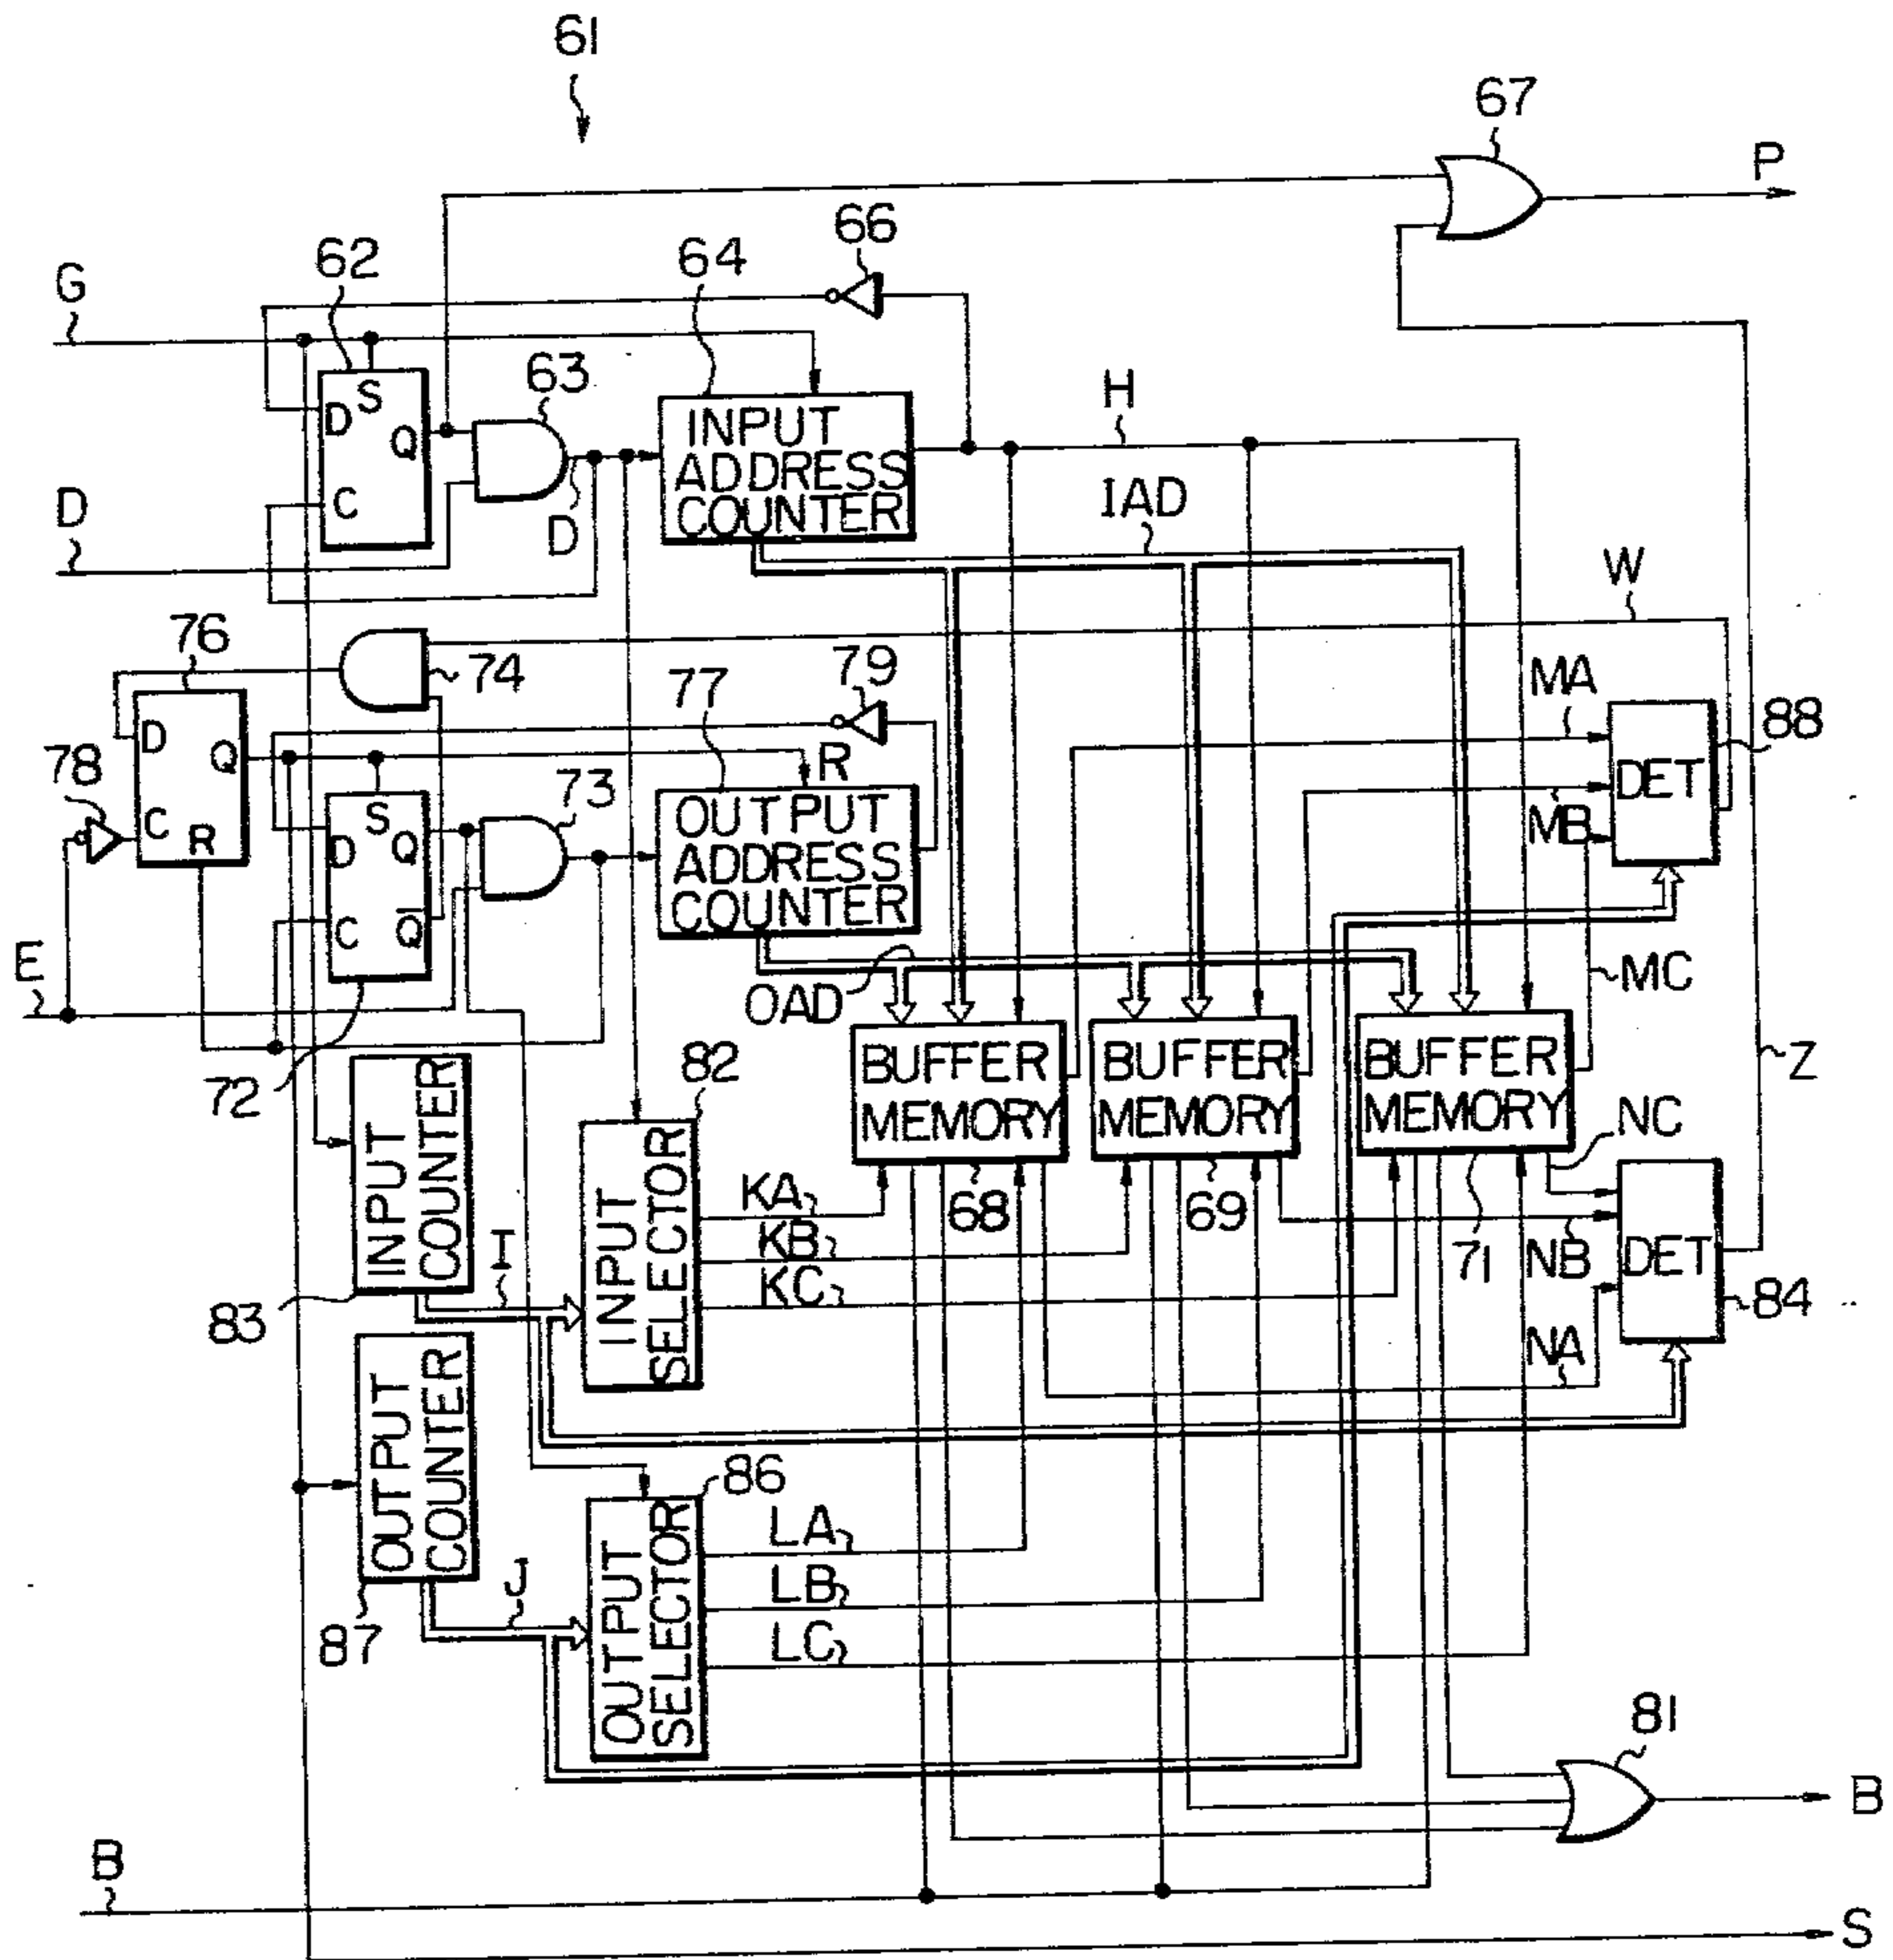 61
67
P
66
64
62
G
63
S
D
Q
C
INPUT
ADDRESS
COUNTER
H
D
D
IAD
W
76
74
79
77
MA
88
D
Q
78
C
R
73
R
S
D
Q
C
Q̅
OUTPUT
ADDRESS
COUNTER
DET
MB
E
OAD
MC
72
82
BUFFER
MEMORY
BUFFER
MEMORY
BUFFER
MEMORY
Z
NC
INPUT
COUNTER
INPUT
SELECTOR
KA
KB
KC
68
69
71
NB
DET
84
I
83
NA
OUTPUT
COUNTER
86
LA
LB
LC
J
OUTPUT
SELECTOR
87
81
B
B
S